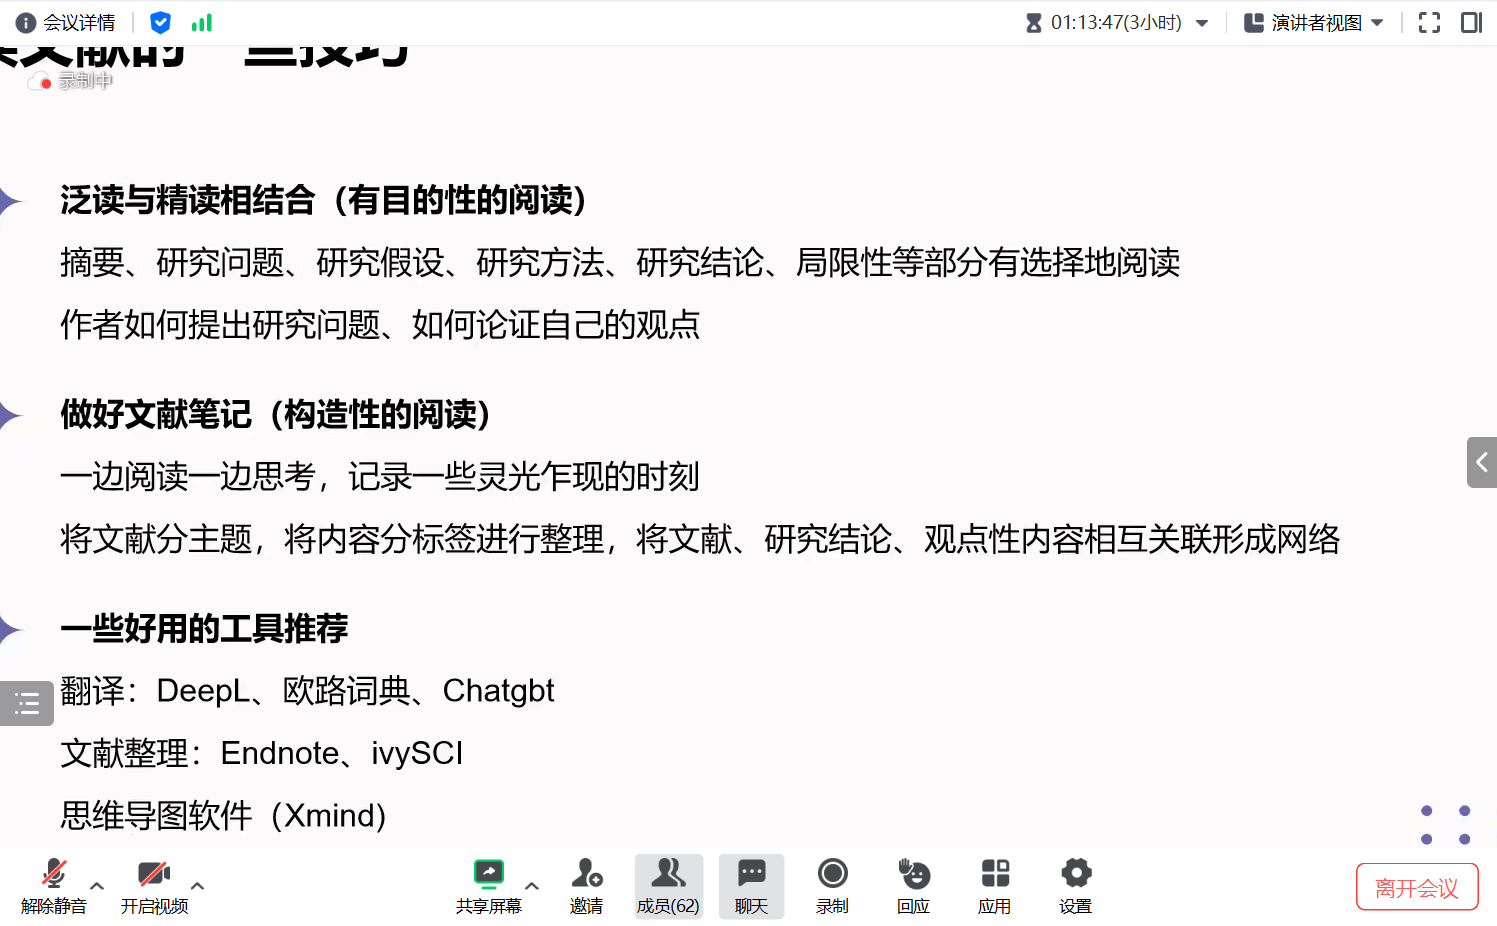 会议详情
01:13:47(3小时)
演讲者视图
文献的一些技巧
录制中
泛读与精读相结合（有目的性的阅读）
摘要、研究问题、研究假设、研究方法、研究结论、局限性等部分有选择地阅读
作者如何提出研究问题、如何论证自己的观点
做好文献笔记（构造性的阅读）
一边阅读一边思考，记录一些灵光乍现的时刻
将文献分主题，将内容分标签进行整理，将文献、研究结论、观点性内容相互关联形成网络
一些好用的工具推荐
翻译：DeepL、欧路词典、Chatgbt
文献整理：Endnote、ivySCI
思维导图软件（Xmind）
解除静音
开启视频
共享屏幕
邀请
成员(62)
聊天
录制
回应
应用
设置
离开会议